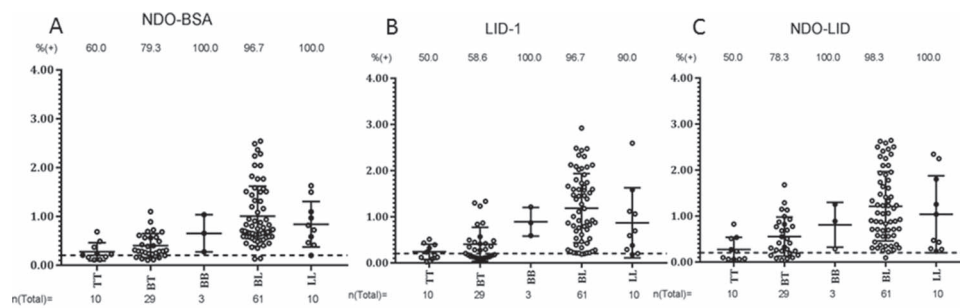 A
NDO-BSA
%(+) 60.0 79.3 100.0 96.7 100.0
4.00
3.00
2.00
1.00
0.00
TT BT BB BL LL
n(Total)= 10 29 3 61 10
B
LID-1
%(+) 50.0 58.6 100.0 96.7 90.0
4.00
3.00
2.00
1.00
0.00
TT BT BB BL LL
n(Total)= 10 29 3 61 10
C
NDO-LID
%(+) 50.0 78.3 100.0 98.3 100.0
4.00
3.00
2.00
1.00
0.00
TT BT BB BL LL
n(Total)= 10 29 3 61 10